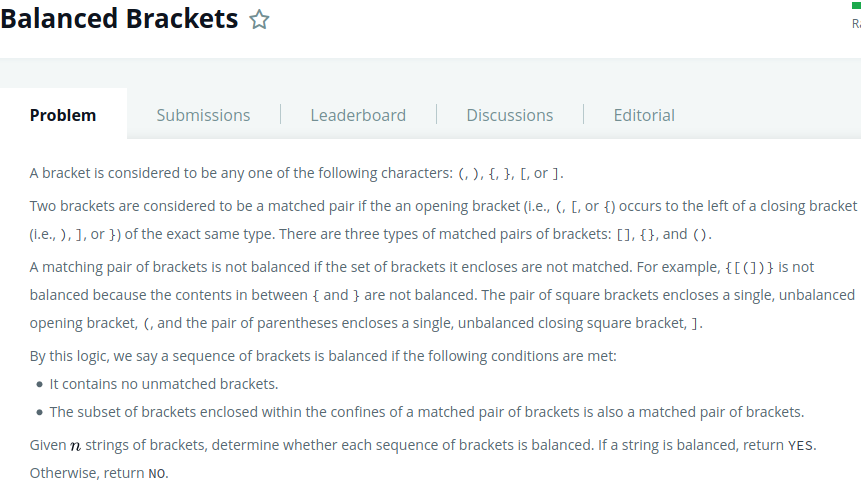 Balanced Brackets
Ra
Problem
Submissions
Leaderboard
Discussions
Editorial
A bracket is considered to be any one of the following characters: (, ), {, }, [, or ].
Two brackets are considered to be a matched pair if the an opening bracket (i.e., (, [, or {) occurs to the left of a closing bracket
(i.e., ), ], or }) of the exact same type. There are three types of matched pairs of brackets: [], {}, and ().
A matching pair of brackets is not balanced if the set of brackets it encloses are not matched. For example, {[(])} is not
balanced because the contents in between { and } are not balanced. The pair of square brackets encloses a single, unbalanced
opening bracket, (, and the pair of parentheses encloses a single, unbalanced closing square bracket, ].
By this logic, we say a sequence of brackets is balanced if the following conditions are met:
• It contains no unmatched brackets.
• The subset of brackets enclosed within the confines of a matched pair of brackets is also a matched pair of brackets.
Given n strings of brackets, determine whether each sequence of brackets is balanced. If a string is balanced, return YES.
Otherwise, return NO.